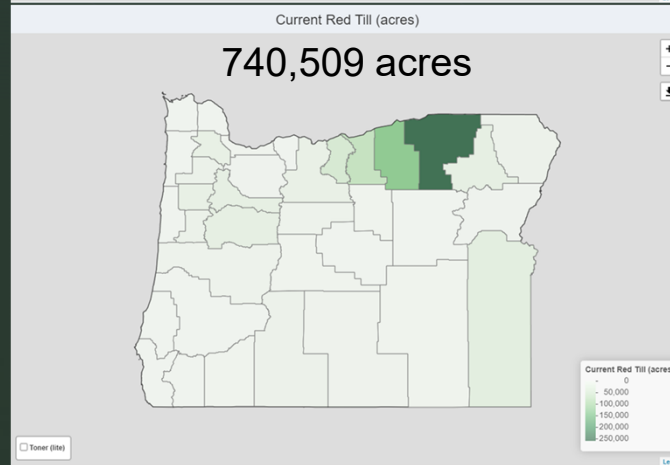 Current Red Till (acres)
740,509 acres
+
-
Current Red Till (acres
0
50,000
100,000
150,000
200,000
250,000
Toner (lite)
Le